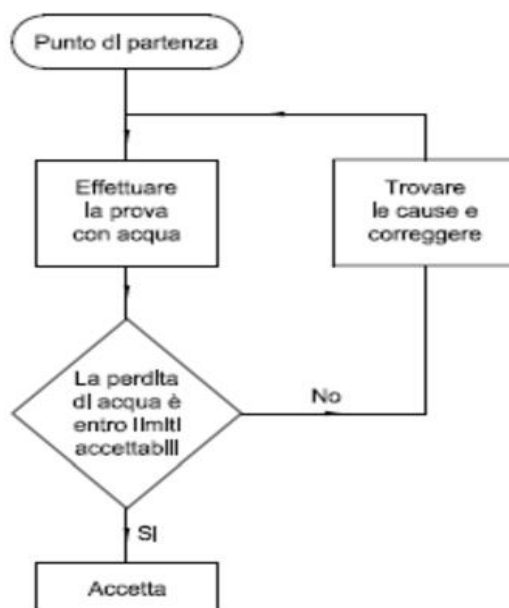 Punto di partenza
Effettuare
la prova
con acqua
Trovare
le cause e
correggere
La perdita
di acqua è
entro limiti
accettabili
No
Si
Accetta